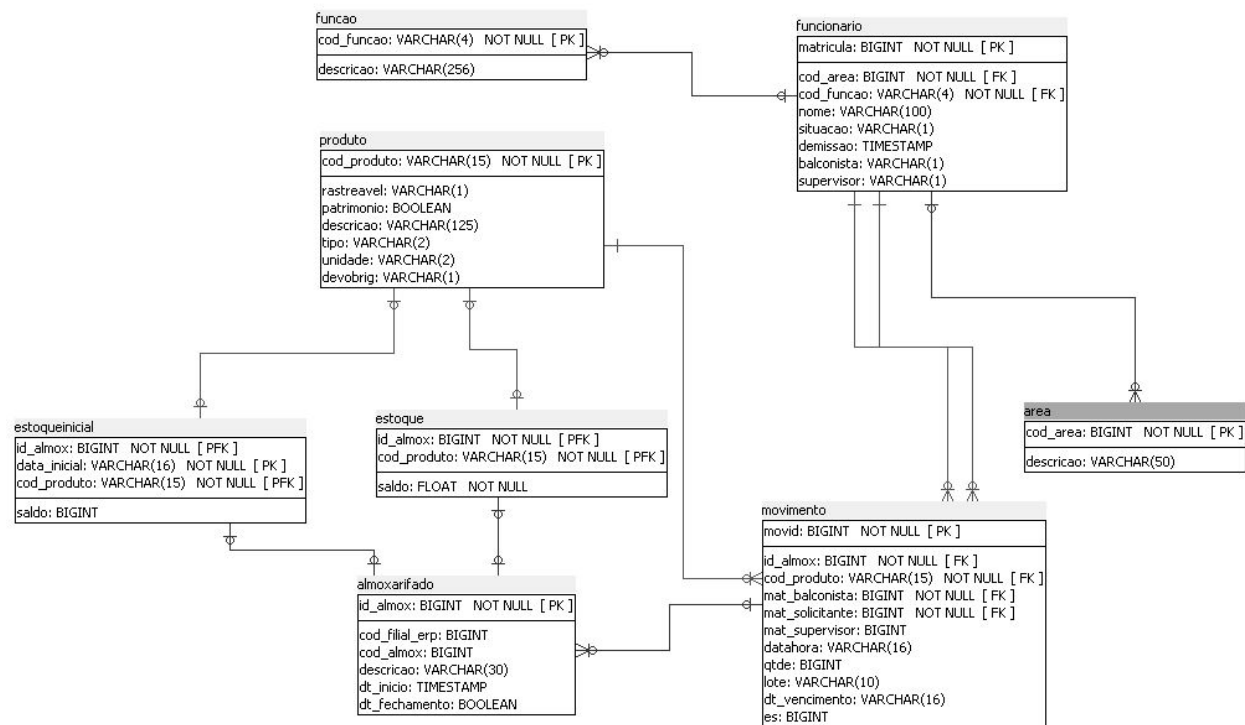 funcao
cod_funcao: VARCHAR(4) NOT NULL [ PK ]
descricao: VARCHAR(256)
funcionario
matricula: BIGINT NOT NULL [ PK ]
cod_area: BIGINT NOT NULL [ FK ]
cod_funcao: VARCHAR(4) NOT NULL [ FK ]
nome: VARCHAR(100)
situacao: VARCHAR(1)
demissao: TIMESTAMP
balconista: VARCHAR(1)
supervisor: VARCHAR(1)
produto
cod_produto: VARCHAR(15) NOT NULL [ PK ]
rastreavel: VARCHAR(1)
patrimonio: BOOLEAN
descricao: VARCHAR(125)
tipo: VARCHAR(2)
unidade: VARCHAR(2)
devobrig: VARCHAR(1)
estoqueinicial
id_almox: BIGINT NOT NULL [ PFK ]
data_inicial: VARCHAR(16) NOT NULL [ PK ]
cod_produto: VARCHAR(15) NOT NULL [ PFK ]
saldo: BIGINT
estoque
id_almox: BIGINT NOT NULL [ PFK ]
cod_produto: VARCHAR(15) NOT NULL [ PFK ]
saldo: FLOAT NOT NULL
area
cod_area: BIGINT NOT NULL [ PK ]
descricao: VARCHAR(50)
almoxarifado
id_almox: BIGINT NOT NULL [ PK ]
cod_filial_erp: BIGINT
cod_almox: BIGINT
descricao: VARCHAR(30)
dt_inicio: TIMESTAMP
dt_fechamento: BOOLEAN
movimento
movid: BIGINT NOT NULL [ PK ]
id_almox: BIGINT NOT NULL [ FK ]
cod_produto: VARCHAR(15) NOT NULL [ FK ]
mat_balconista: BIGINT NOT NULL [ FK ]
mat_solicitante: BIGINT NOT NULL [ FK ]
mat_supervisor: BIGINT
datahora: VARCHAR(16)
qtde: BIGINT
lote: VARCHAR(10)
dt_vencimento: VARCHAR(16)
es: BIGINT